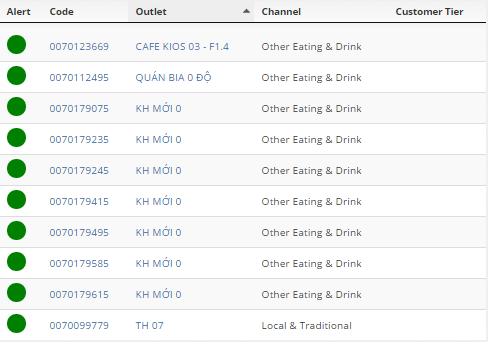 Alert Code Outlet Channel Customer Tier
0070123669 CAFE KIOS 03 - F1.4 Other Eating & Drink
0070112495 QUÁN BIA 0 ĐỘ Other Eating & Drink
0070179075 KH MỚI 0 Other Eating & Drink
0070179235 KH MỚI 0 Other Eating & Drink
0070179245 KH MỚI 0 Other Eating & Drink
0070179415 KH MỚI 0 Other Eating & Drink
0070179495 KH MỚI 0 Other Eating & Drink
0070179585 KH MỚI 0 Other Eating & Drink
0070179615 KH MỚI 0 Other Eating & Drink
0070099779 TH 07 Local & Traditional